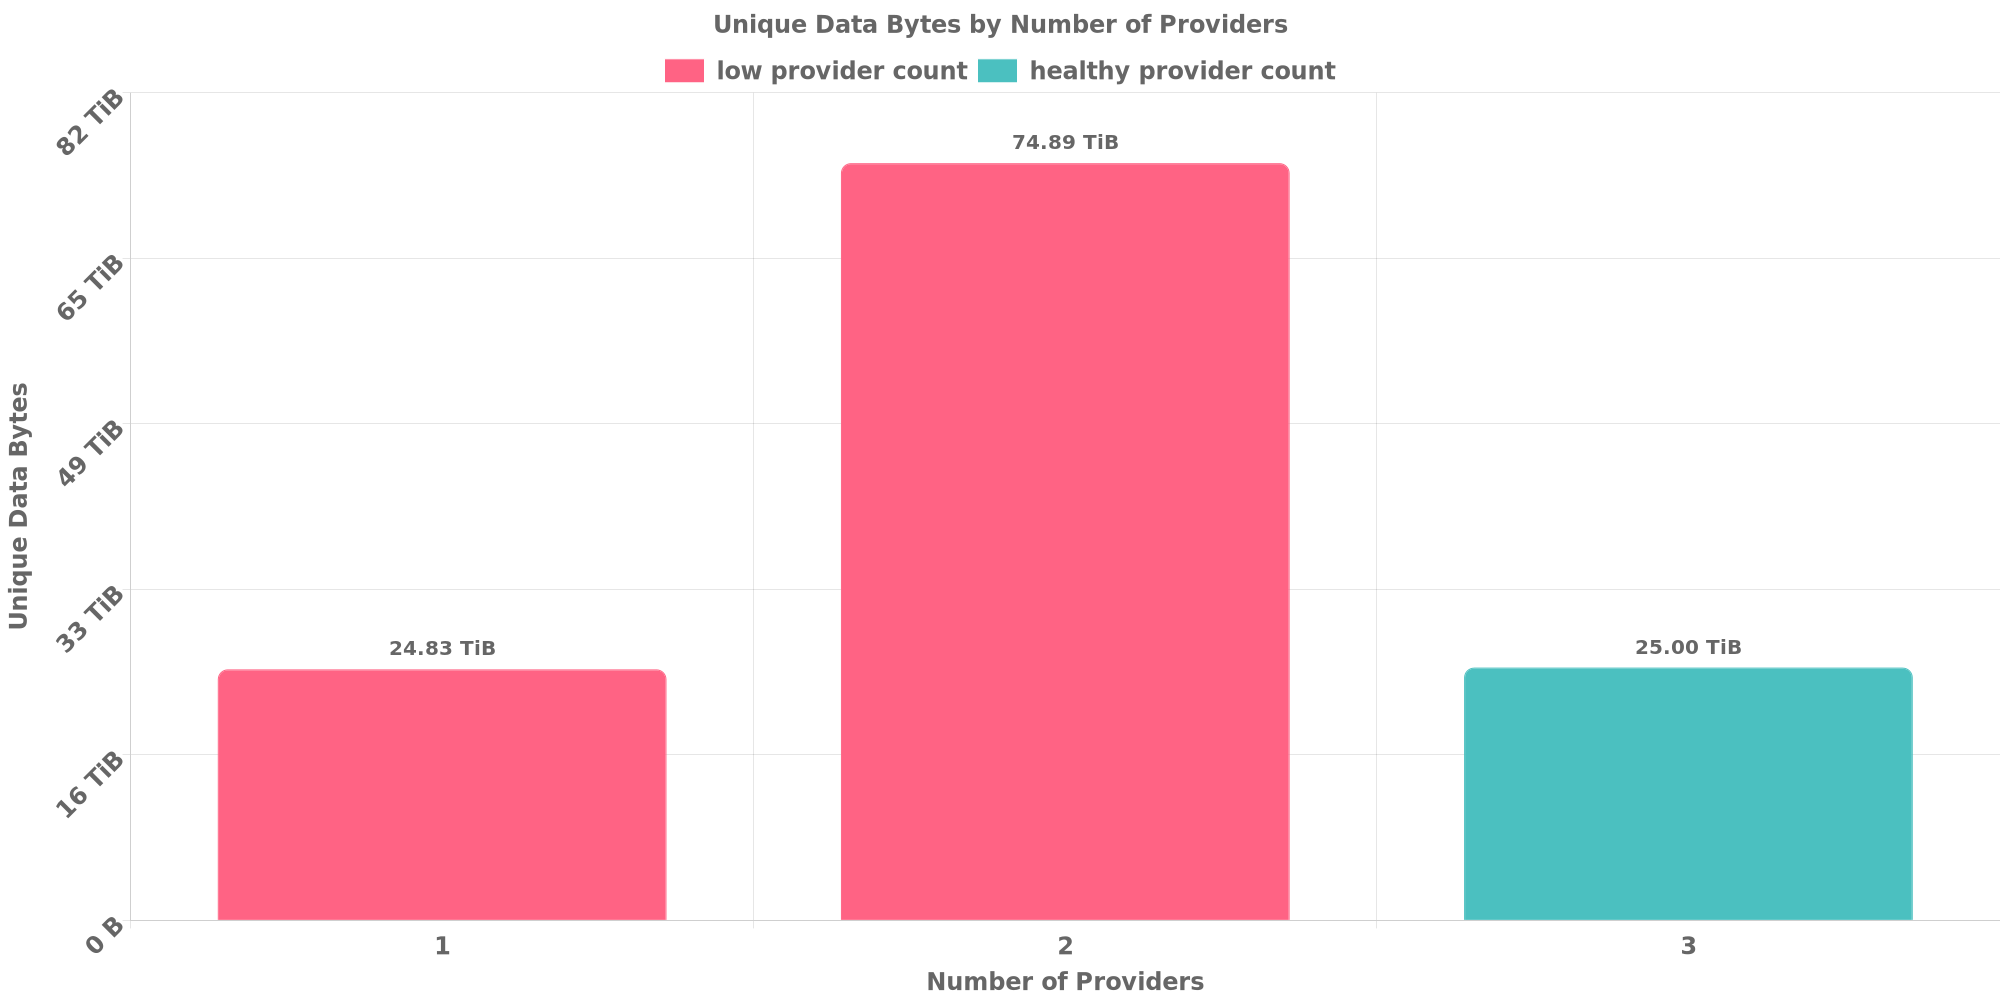 Unique Data Bytes by Number of Providers
low provider count healthy provider count
82 TiB
65 TiB
49 TiB
33 TiB
16 TiB
0 B
Unique Data Bytes
24.83 TiB
74.89 TiB
25.00 TiB
1 2 3
Number of Providers